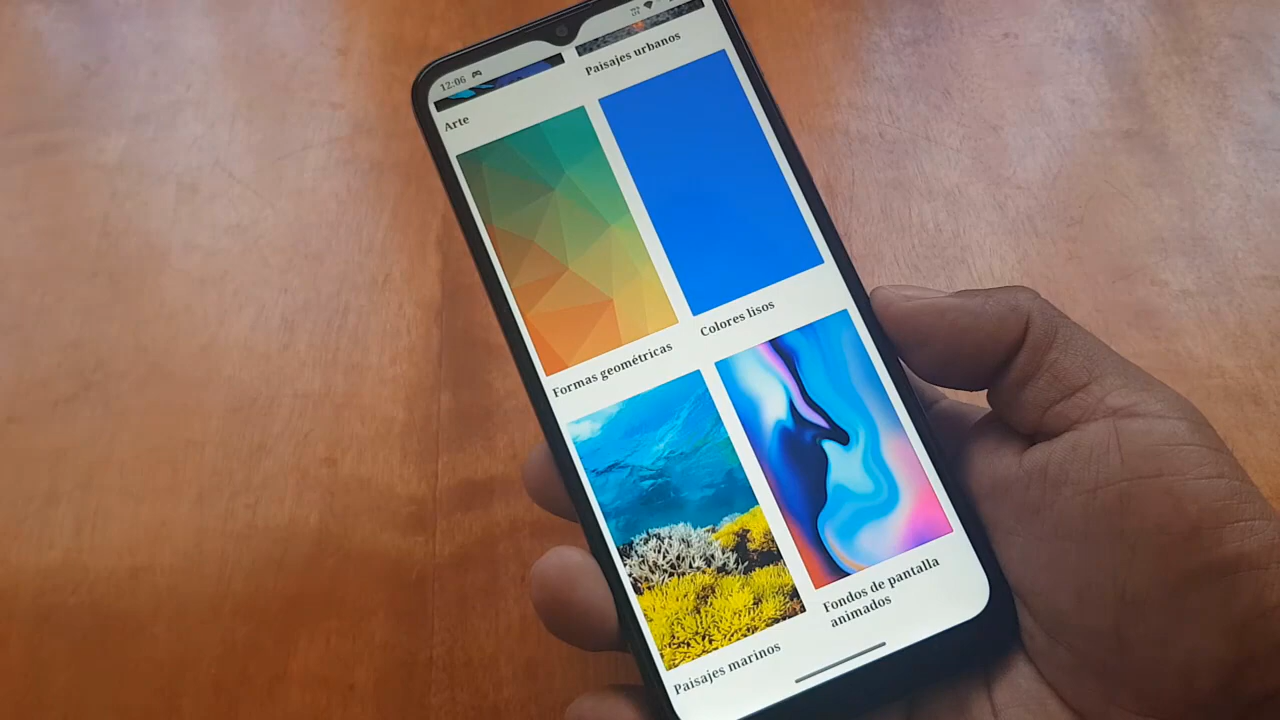 12:06
Arte
Paisajes urbanos
Formas geométricas
Colores lisos
Paisajes marinos
Fondos de pantalla
animados